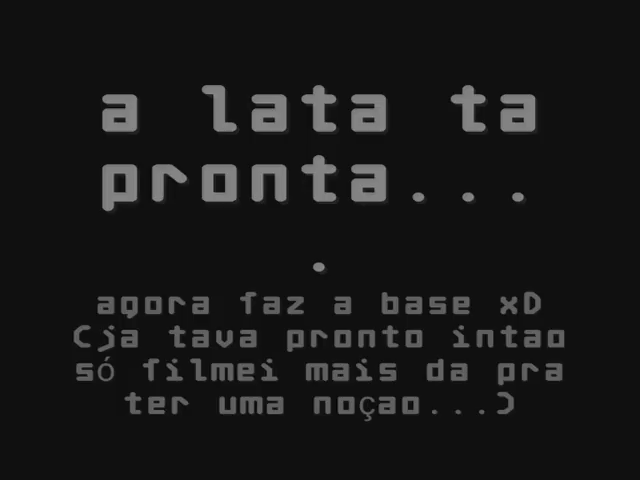 a lata ta
pronta...
.
agora faz a base xD
(ja tava pronto intao
só filmei mais da pra
ter uma noçao...)